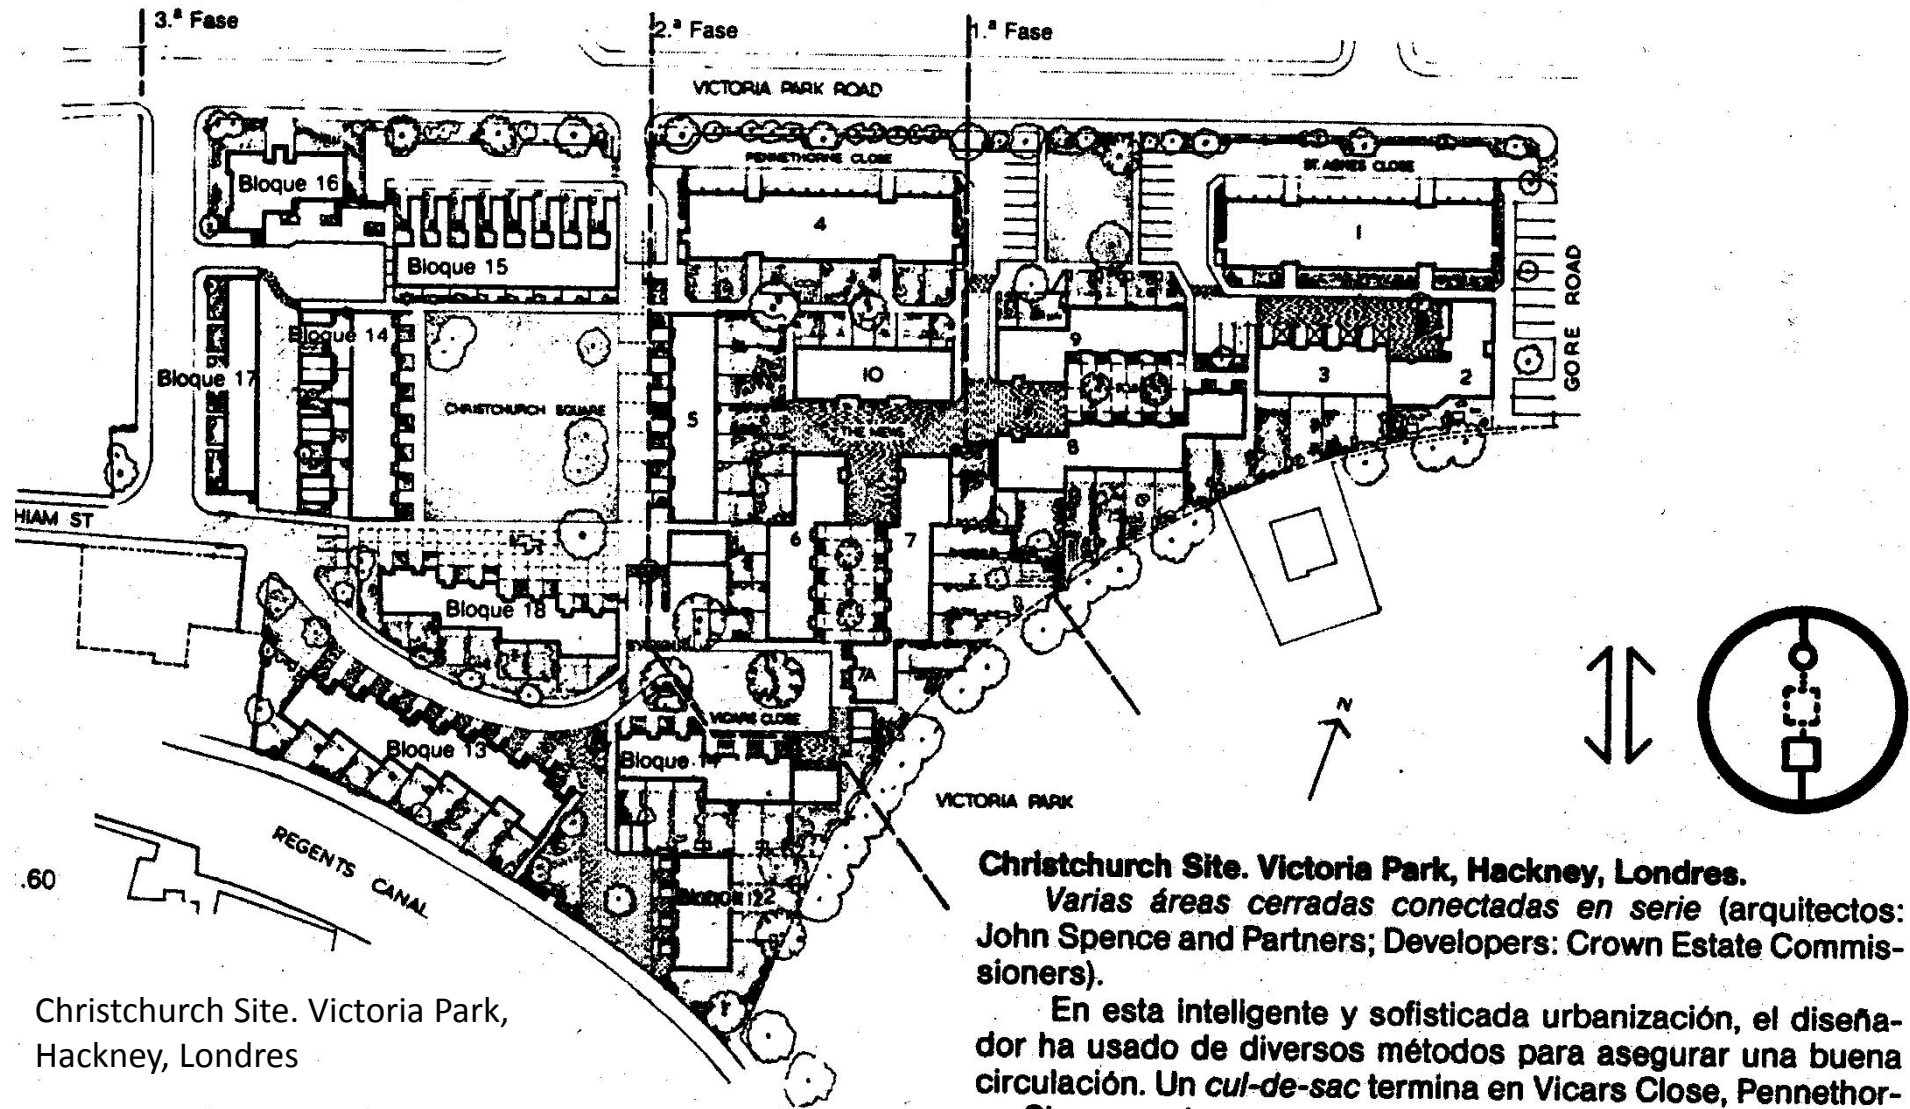 3.ª Fase
2.ª Fase
1.ª Fase
VICTORIA PARK ROAD
PENNETHORNE CLOSE
ST. AGNES CLOSE
Bloque 16
4
1
Bloque 15
GORE ROAD
Bloque 14
9
Bloque 17
10
3
2
CHRISTCHURCH SQUARE
5
THE MEWS
8
HIAM ST
6
7
Bloque 18
7A
N
VICARS CLOSE
Bloque 13
Bloque 1
VICTORIA PARK
REGENTS CANAL
.60
Christchurch Site. Victoria Park, Hackney, Londres.
Varias áreas cerradas conectadas en serie (arquitectos:
John Spence and Partners; Developers: Crown Estate Commis-
sioners).
En esta inteligente y sofisticada urbanización, el diseña-
dor ha usado de diversos métodos para asegurar una buena
circulación. Un cul-de-sac termina en Vicars Close, Pennethor-
Christchurch Site. Victoria Park,
Hackney, Londres